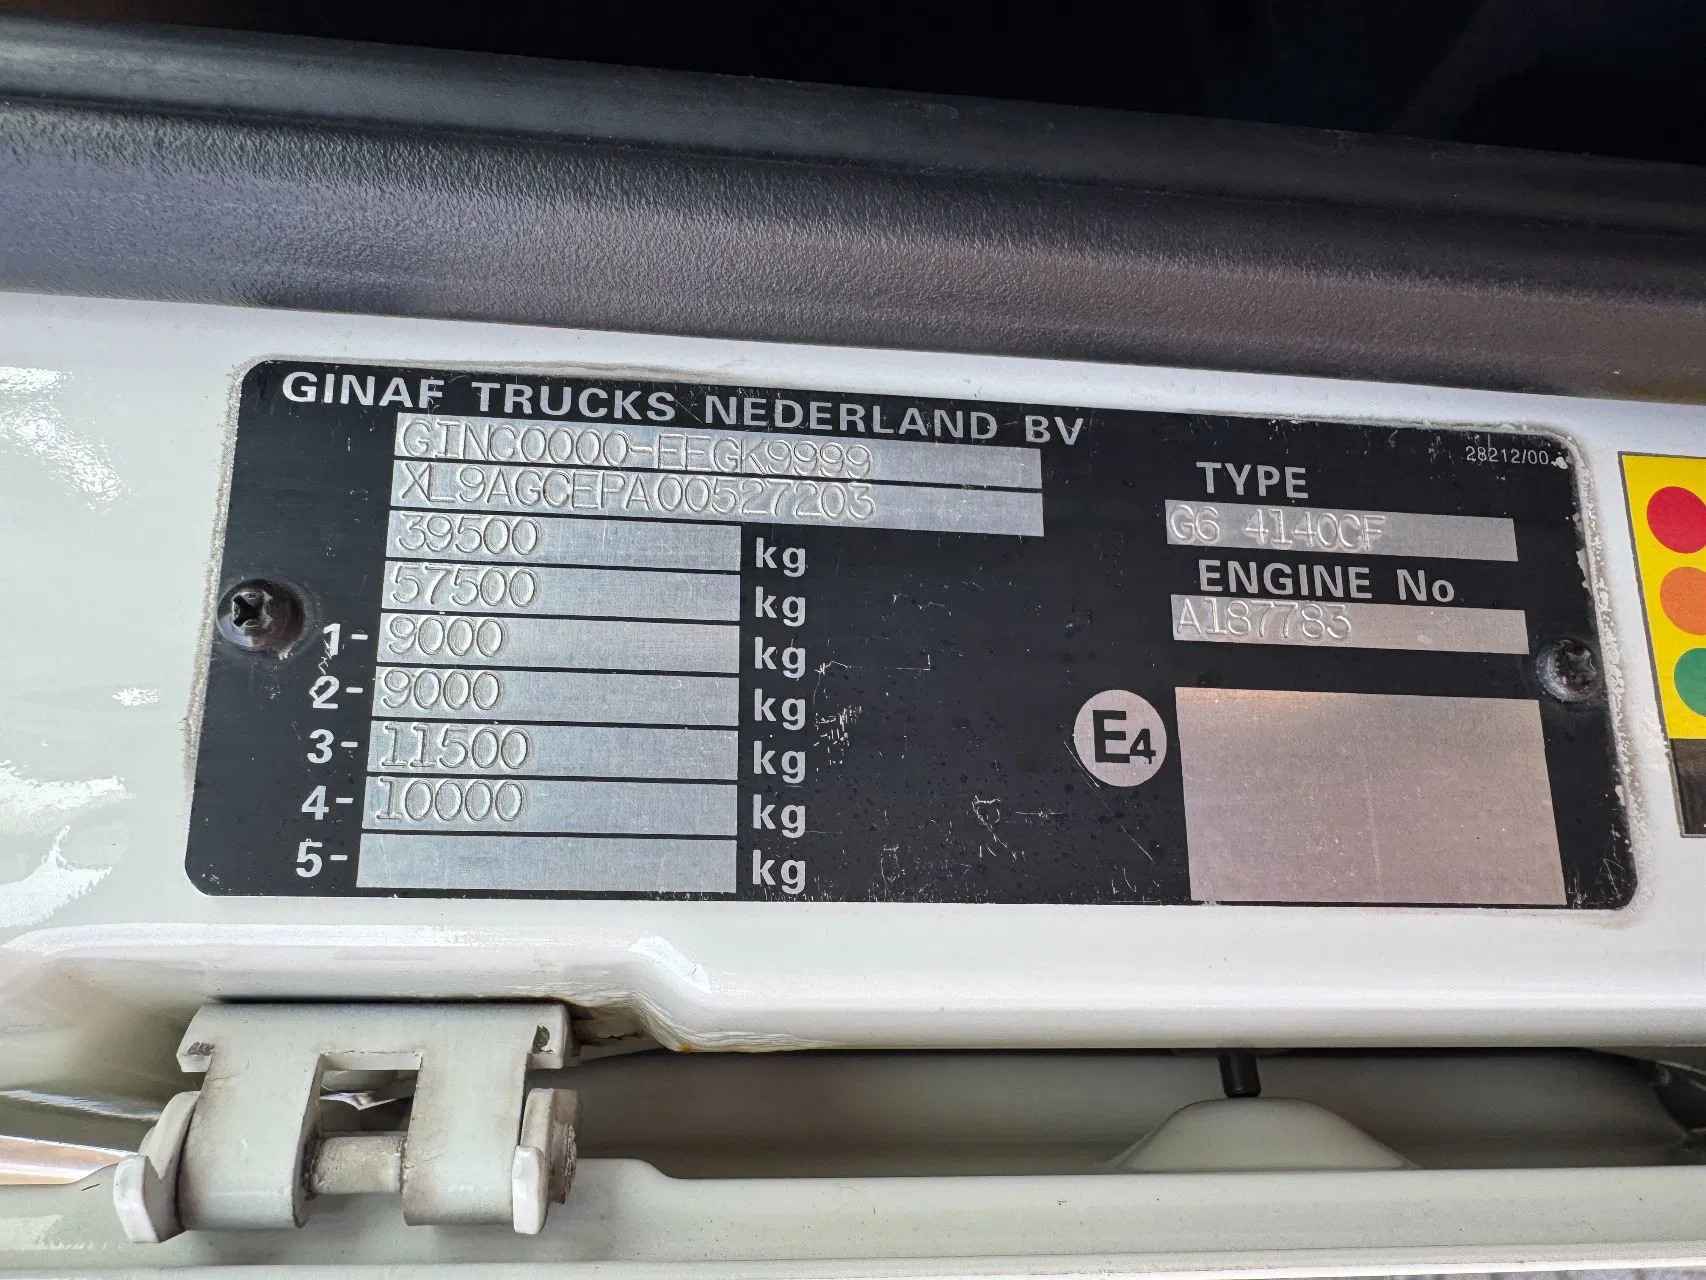 GINAF TRUCKS NEDERLAND BV
GINC0000-EEGK9999
XL9AGCEPA00527203
39500 kg
57500 kg
1- 9000 kg
2- 9000 kg
3- 11500 kg
4- 10000 kg
5- kg
28212/00
TYPE
G6 4140CF
ENGINE No
A187783
E4